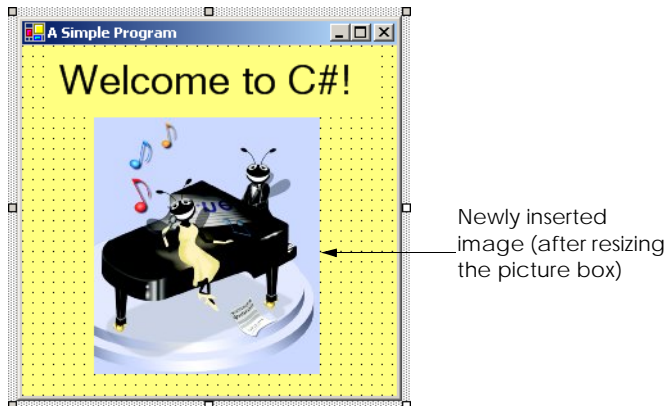 A Simple Program
Welcome to C#!
Newly inserted
image (after resizing
the picture box)